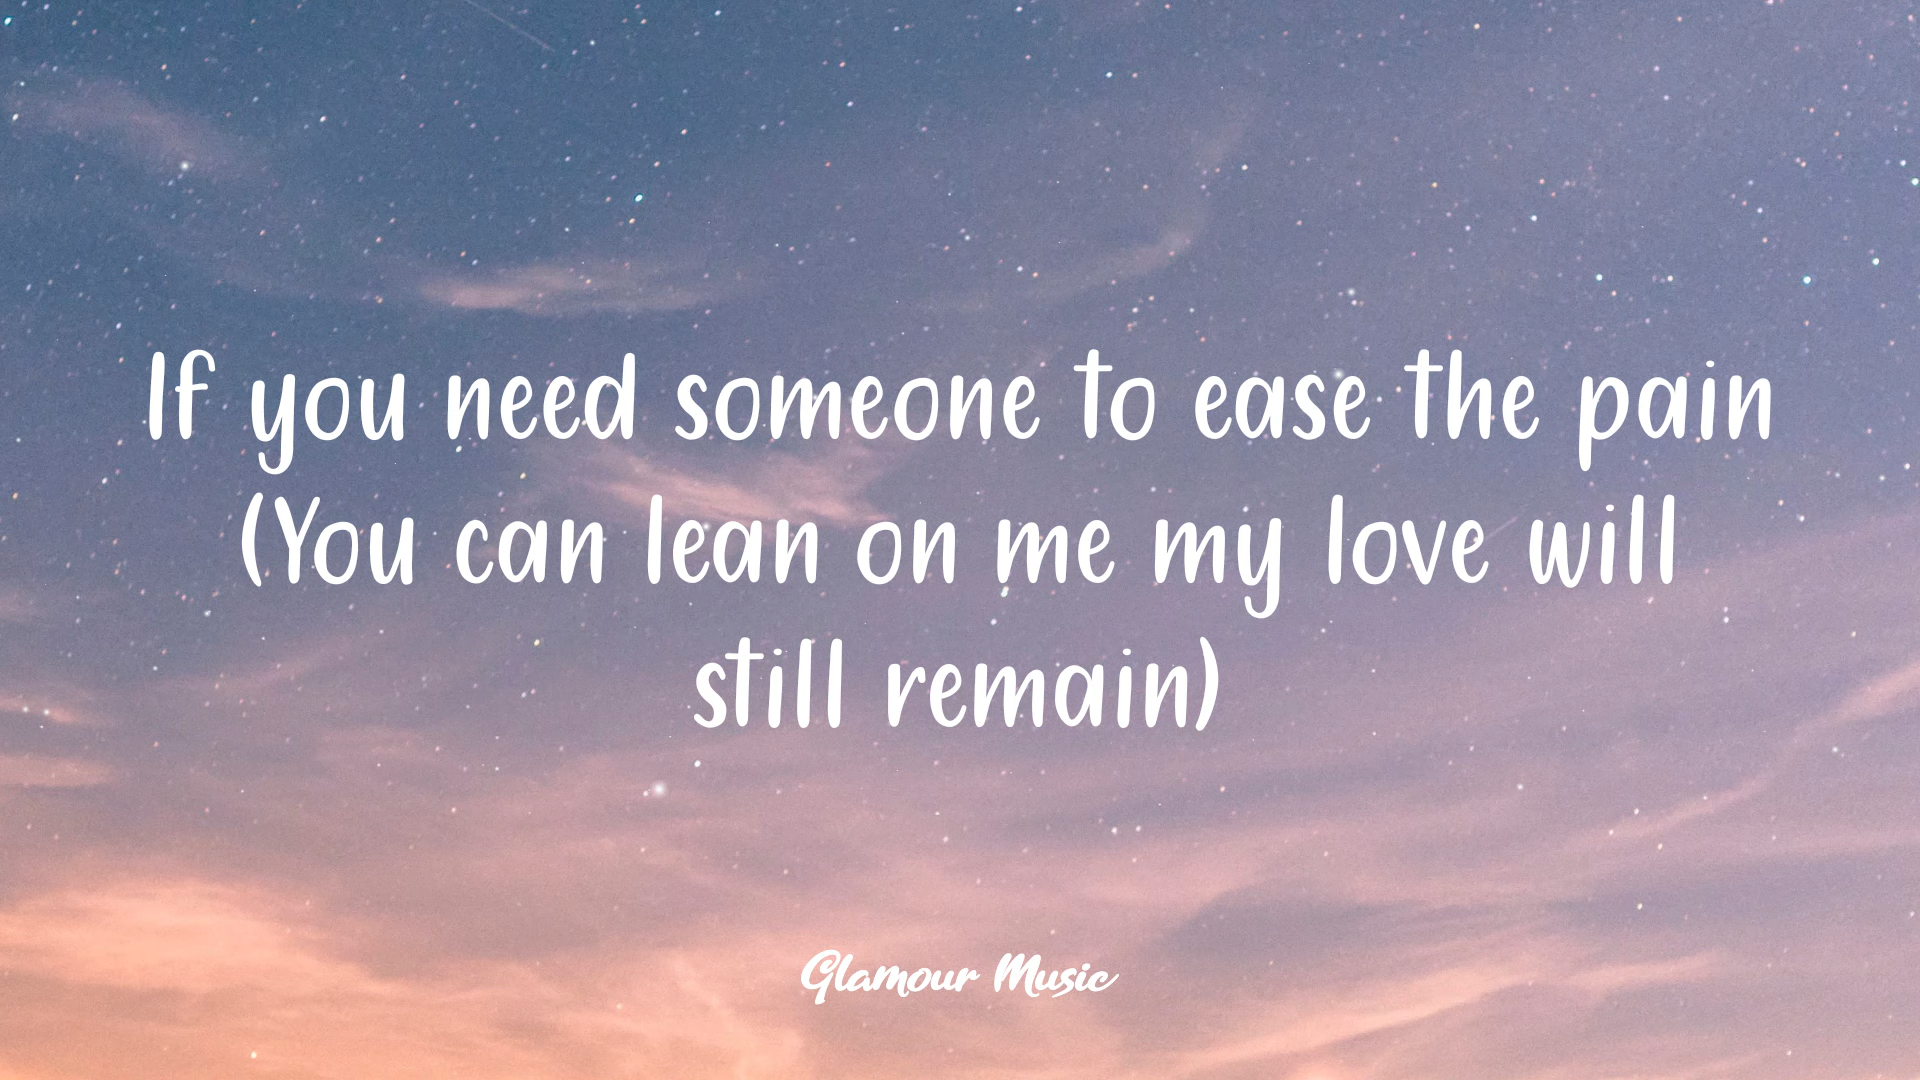 If you need someone to ease the pain
(You can lean on me my love will
still remain)
Glamour Music